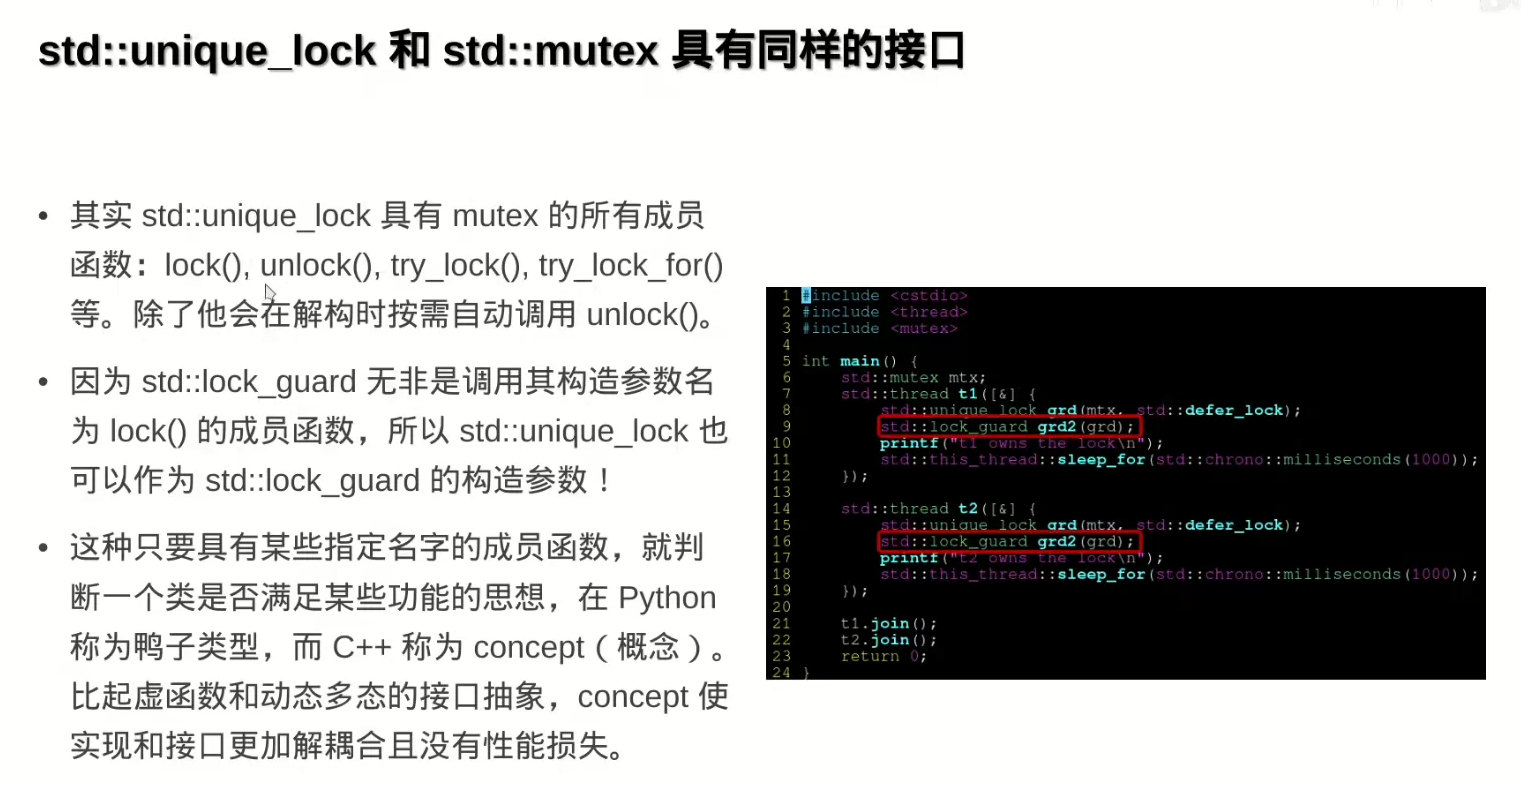 std::unique_lock 和 std::mutex 具有同样的接口
• 其实 std::unique_lock 具有 mutex 的所有成员
函数：lock(), unlock(), try_lock(), try_lock_for()
等。除了他会在解构时按需自动调用 unlock()。
• 因为 std::lock_guard 无非是调用其构造参数名
为 lock() 的成员函数，所以 std::unique_lock 也
可以作为 std::lock_guard 的构造参数！
• 这种只要具有某些指定名字的成员函数，就判
断一个类是否满足某些功能的思想，在 Python
称为鸭子类型，而 C++ 称为 concept（概念）。
比起虚函数和动态多态的接口抽象，concept 使
实现和接口更加解耦合且没有性能损失。
1 #include <cstdio>
2 #include <thread>
3 #include <mutex>
4
5 int main() {
6     std::mutex mtx;
7     std::thread t1([&] {
8         std::unique_lock grd(mtx, std::defer_lock);
9         std::lock_guard grd2(grd);
10         printf("t1 owns the lock\n");
11         std::this_thread::sleep_for(std::chrono::milliseconds(1000));
12     });
13
14     std::thread t2([&] {
15         std::unique_lock grd(mtx, std::defer_lock);
16         std::lock_guard grd2(grd);
17         printf("t2 owns the lock\n");
18         std::this_thread::sleep_for(std::chrono::milliseconds(1000));
19     });
20
21     t1.join();
22     t2.join();
23     return 0;
24 }